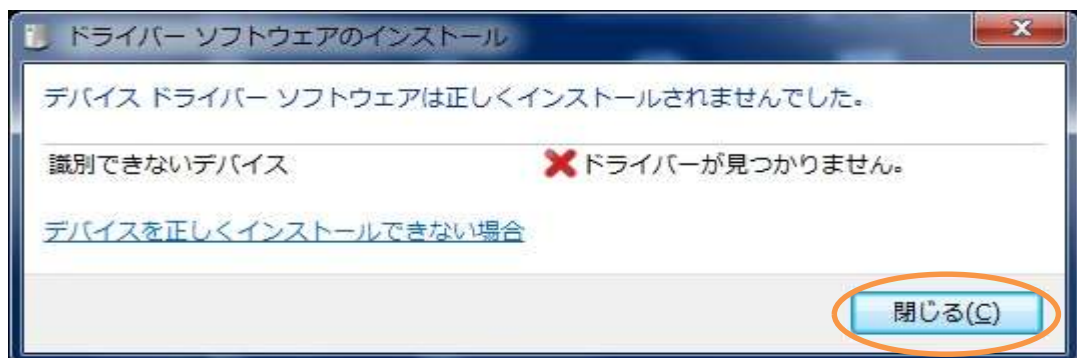 ドライバー ソフトウェアのインストール
デバイス ドライバー ソフトウェアは正しくインストールされませんでした。
識別できないデバイス ドライバーが見つかりません。
デバイスを正しくインストールできない場合
閉じる(C)